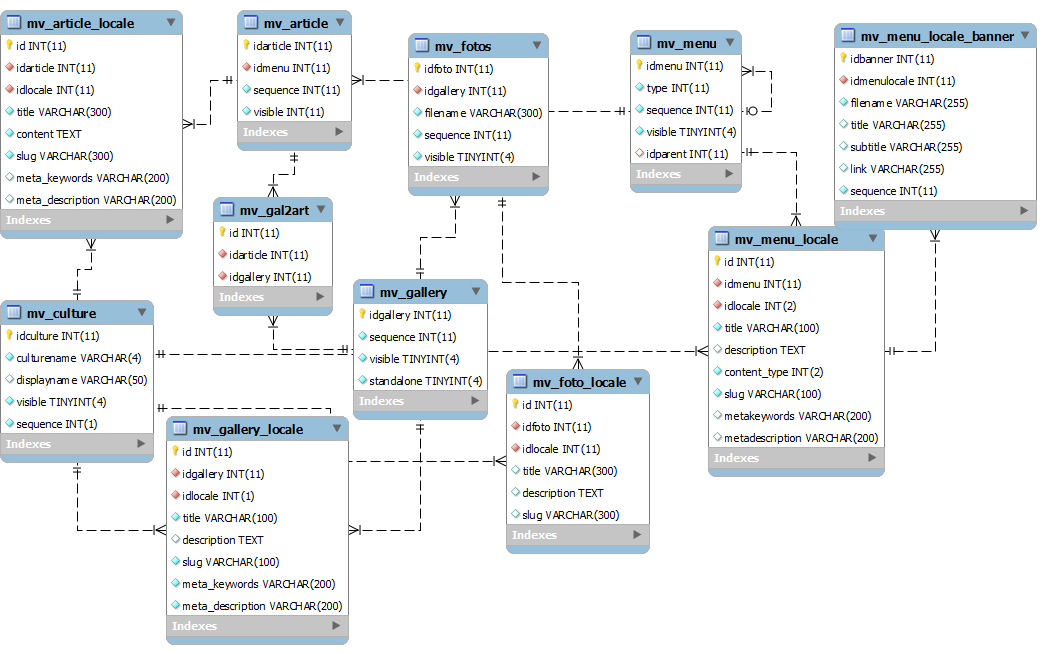 mv_article_locale
id INT(11)
idarticle INT(11)
idlocale INT(11)
title VARCHAR(300)
content TEXT
slug VARCHAR(300)
meta_keywords VARCHAR(200)
meta_description VARCHAR(200)
Indexes
mv_article
idarticle INT(11)
idmenu INT(11)
sequence INT(11)
visible INT(11)
Indexes
mv_fotos
idfoto INT(11)
idgallery INT(11)
filename VARCHAR(300)
sequence INT(11)
visible TINYINT(4)
Indexes
mv_menu
idmenu INT(11)
type INT(11)
sequence INT(11)
visible TINYINT(4)
idparent INT(11)
Indexes
mv_menu_locale_banner
idbanner INT(11)
idmenulocale INT(11)
filename VARCHAR(255)
title VARCHAR(255)
subtitle VARCHAR(255)
link VARCHAR(255)
sequence INT(11)
Indexes
mv_gal2art
id INT(11)
idarticle INT(11)
idgallery INT(11)
Indexes
mv_menu_locale
id INT(11)
idmenu INT(11)
idlocale INT(2)
title VARCHAR(100)
description TEXT
content_type INT(2)
slug VARCHAR(100)
metakeywords VARCHAR(200)
metadescription VARCHAR(200)
Indexes
mv_gallery
idgallery INT(11)
sequence INT(11)
visible TINYINT(4)
standalone TINYINT(4)
Indexes
mv_culture
idculture INT(11)
culturename VARCHAR(4)
displayname VARCHAR(50)
visible TINYINT(4)
sequence INT(1)
Indexes
mv_foto_locale
id INT(11)
idfoto INT(11)
idlocale INT(11)
title VARCHAR(300)
description TEXT
slug VARCHAR(300)
Indexes
mv_gallery_locale
id INT(11)
idgallery INT(11)
idlocale INT(1)
title VARCHAR(100)
description TEXT
slug VARCHAR(100)
meta_keywords VARCHAR(200)
meta_description VARCHAR(200)
Indexes